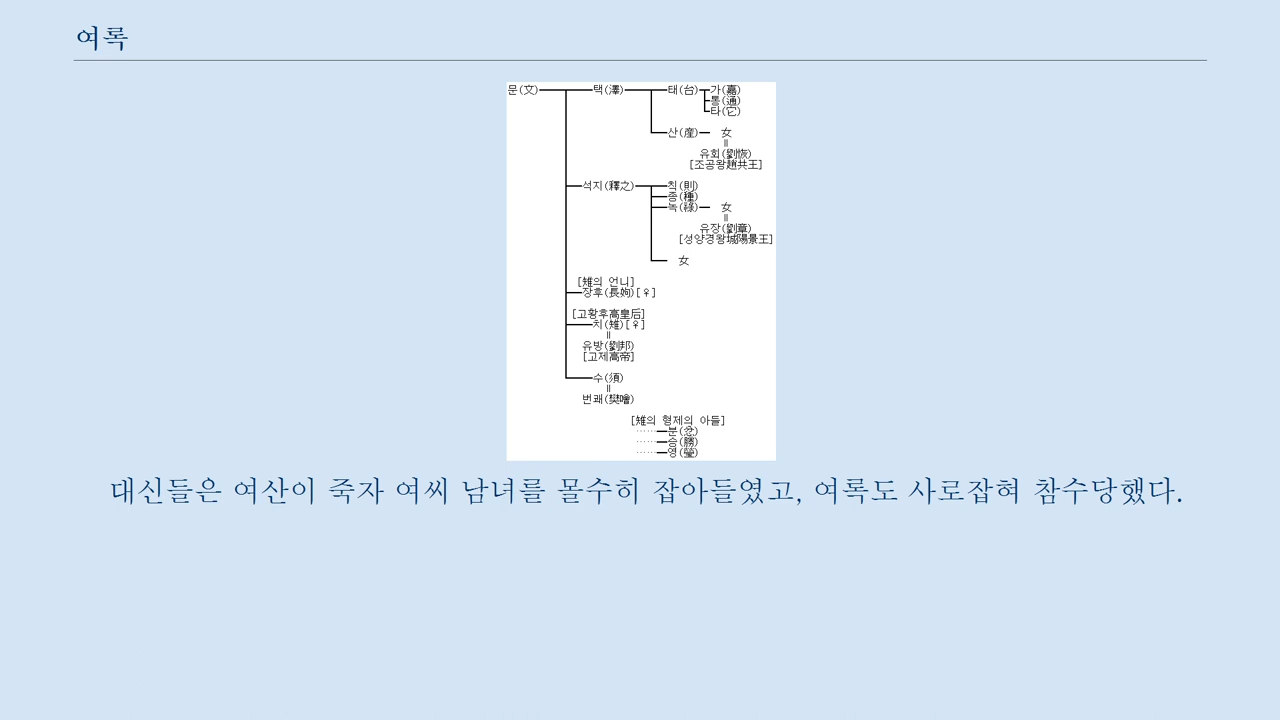 여록
문(文) 택(澤) 태(台) 가(嘉)
통(通)
타(它)
산(産) 女
유회(劉恢)
[조공왕趙共王]
석지(釋之) 칙(則)
종(種)
녹(祿) 女
유장(劉章)
[성양경왕城陽景王]
女
[雉의 언니]
장후(長姁)[♀]
[고황후高皇后]
치(雉)[♀]
유방(劉邦)
[고제高帝]
수(須)
번쾌(樊噲)
[雉의 형제의 아들]
분(忿)
승(勝)
영(瑩)
대신들은 여산이 죽자 여씨 남녀를 몰수히 잡아들였고, 여록도 사로잡혀 참수당했다.